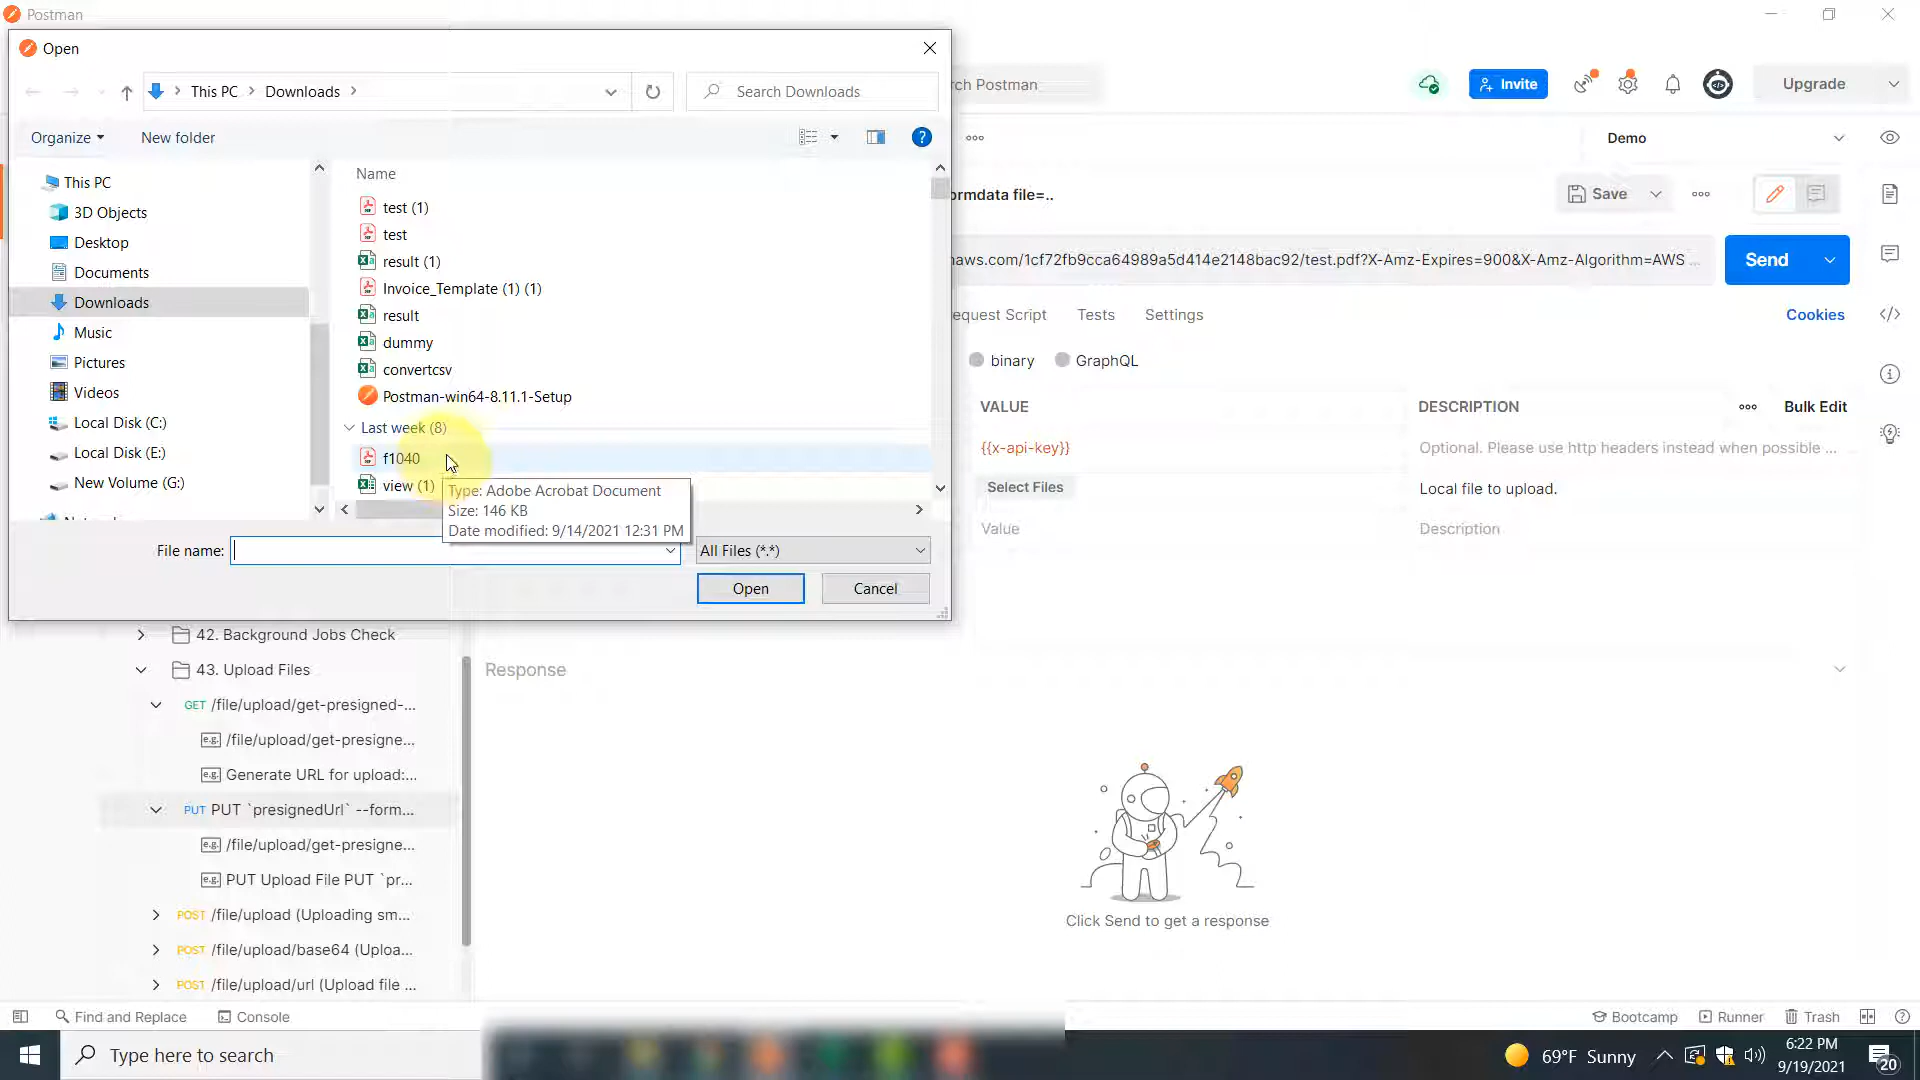 Postman
Open
This PC
Downloads
Search Downloads
Organize
New folder
This PC
3D Objects
Desktop
Documents
Downloads
Music
Pictures
Videos
Local Disk (C:)
Local Disk (E:)
New Volume (G:)
Name
test (1)
test
result (1)
Invoice_Template (1) (1)
result
dummy
convertcsv
Postman-win64-8.11.1-Setup
Last week (8)
f1040
view (1)
Type: Adobe Acrobat Document
Size: 146 KB
Date modified: 9/14/2021 12:31 PM
File name:
All Files (*.*)
Open
Cancel
rch Postman
Invite
Upgrade
Demo
ormdata file=..
Save
naws.com/1cf72fb9cca64989a5d414e2148bac92/test.pdf?X-Amz-Expires=900&X-Amz-Algorithm=AWS ...
Send
equest Script
Tests
Settings
Cookies
binary
GraphQL
VALUE
DESCRIPTION
Bulk Edit
{{x-api-key}}
Optional. Please use http headers instead when possible ...
Select Files
Local file to upload.
Value
Description
42. Background Jobs Check
43. Upload Files
GET /file/upload/get-presigned-...
e.g. /file/upload/get-presigne...
e.g. Generate URL for upload:...
PUT PUT `presignedUrl` --form...
e.g. /file/upload/get-presigne...
e.g. PUT Upload File PUT `pr...
POST /file/upload (Uploading sm...
POST /file/upload/base64 (Uploa...
POST /file/upload/url (Upload file ...
Response
Click Send to get a response
Find and Replace
Console
Bootcamp
Runner
Trash
Type here to search
69°F Sunny
6:22 PM
9/19/2021
20